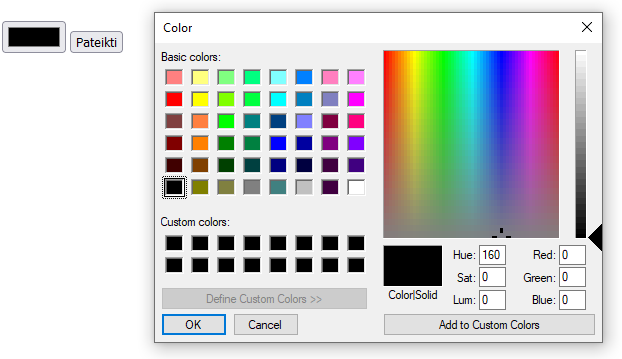 Pateikti
Color
Basic colors:
Custom colors:
Define Custom Colors >>
OK
Cancel
Color|Solid
Hue: 160
Sat: 0
Lum: 0
Red: 0
Green: 0
Blue: 0
Add to Custom Colors